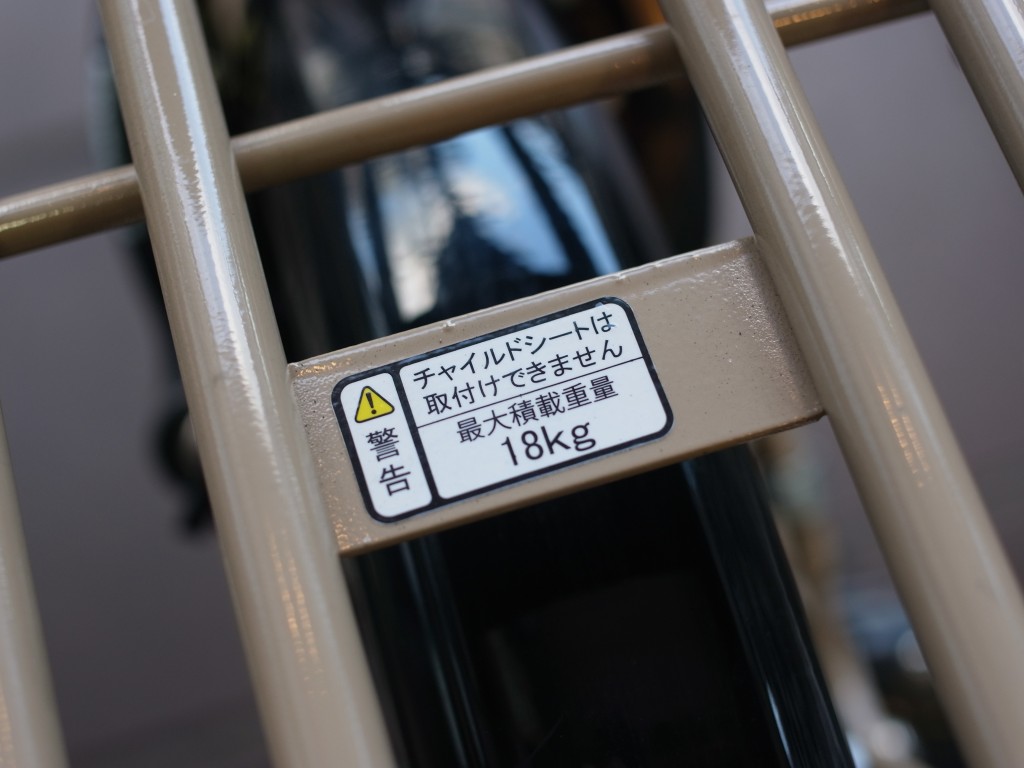 警告
チャイルドシートは
取付けできません
最大積載重量
18kg